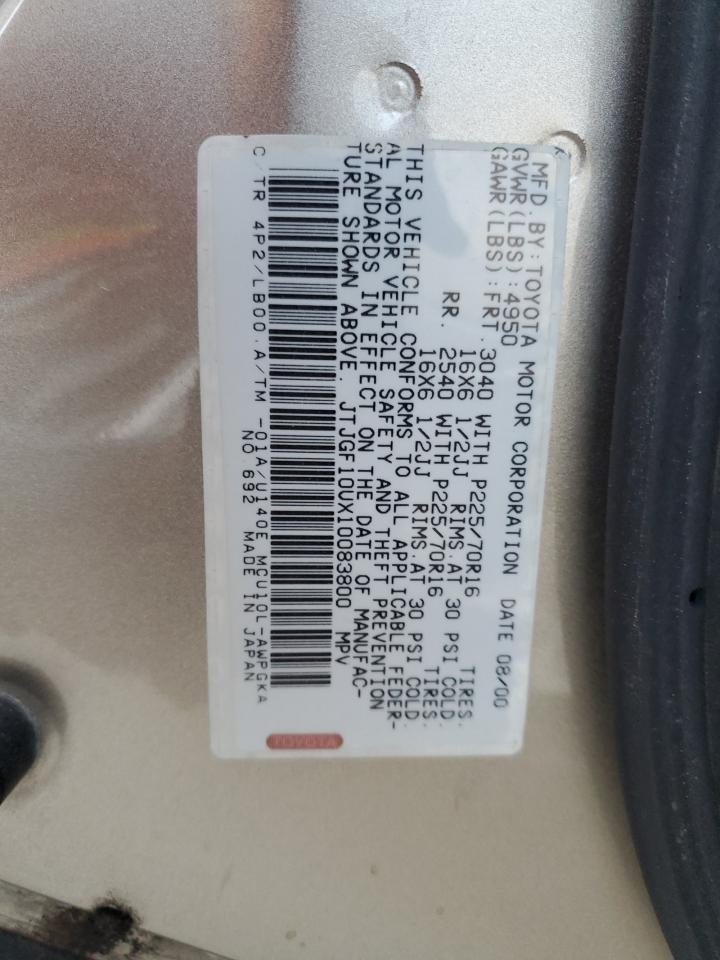 MFD. BY: TOYOTA MOTOR CORPORATION DATE 08/00
GVWR(LBS):4950
GAWR(LBS):FRT.3040 WITH P225/70R16 TIRES.
16X6 1/2JJ RIMS.AT 30 PSI COLD.
RR. 2540 WITH P225/70R16 TIRES.
16X6 1/2JJ RIMS.AT 30 PSI COLD.
THIS VEHICLE CONFORMS TO ALL APPLICABLE FEDER-
AL MOTOR VEHICLE SAFETY AND THEFT PREVENTION
STANDARDS IN EFFECT ON THE DATE OF MANUFAC-
TURE SHOWN ABOVE. JTJGF10UX10083800 MPV
C/TR 4P2/LB00.A/TM -01A/U140E MCU10L-AWPGKA
NO 692 MADE IN JAPAN
TOYOTA